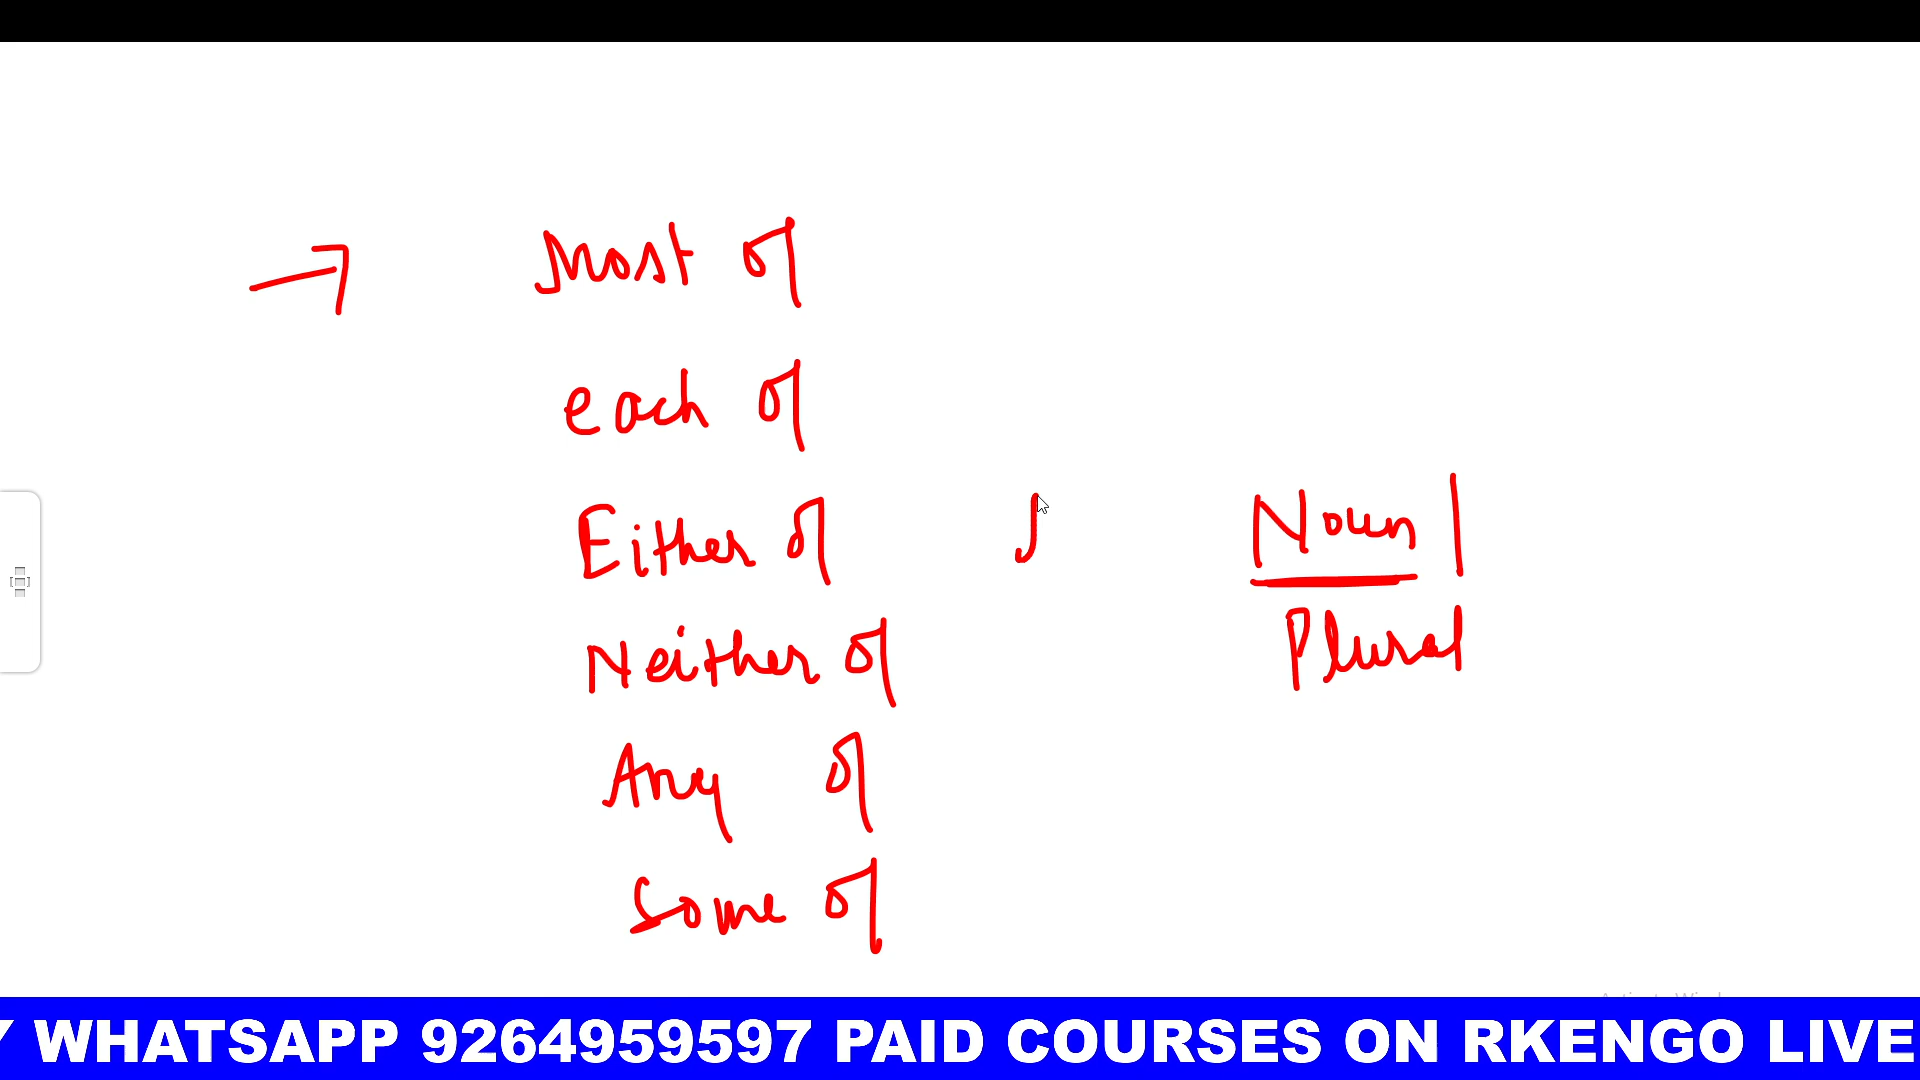 Most of
each of
Either of
Noun
Neither of
Plural
Any of
Some of
WHATSAPP 9264959597 PAID COURSES ON RKENGO LIVE